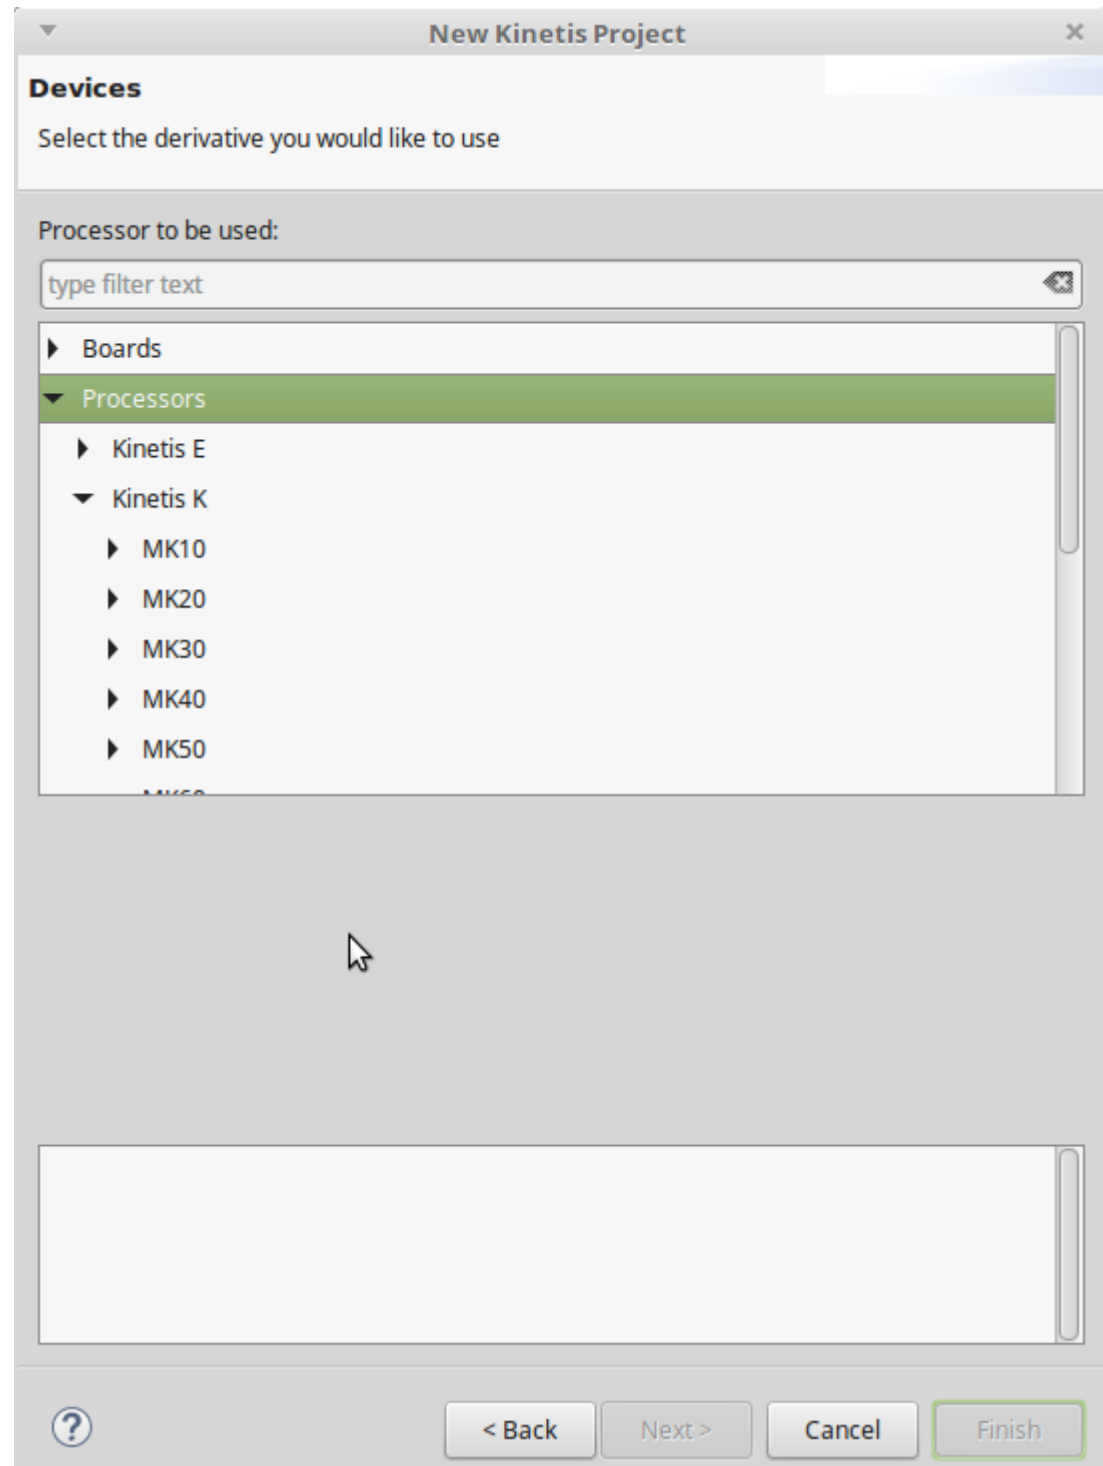 New Kinetis Project
Devices
Select the derivative you would like to use
Processor to be used:
type filter text
Boards
Processors
Kinetis E
Kinetis K
MK10
MK20
MK30
MK40
MK50
< Back
Next >
Cancel
Finish